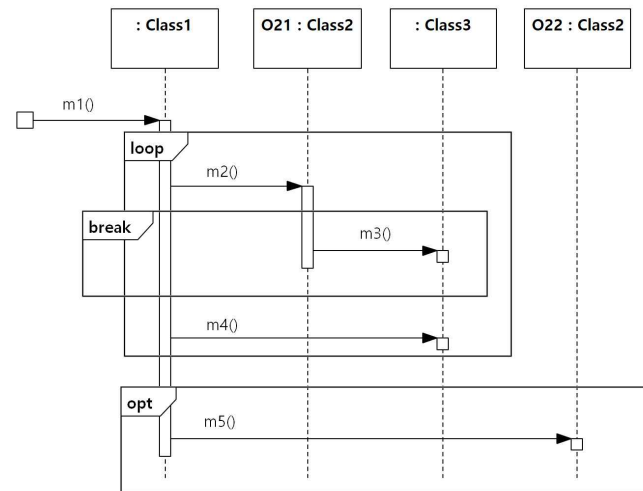 : Class1
O21 : Class2
: Class3
O22 : Class2
m1()
loop
m2()
break
m3()
m4()
opt
m5()